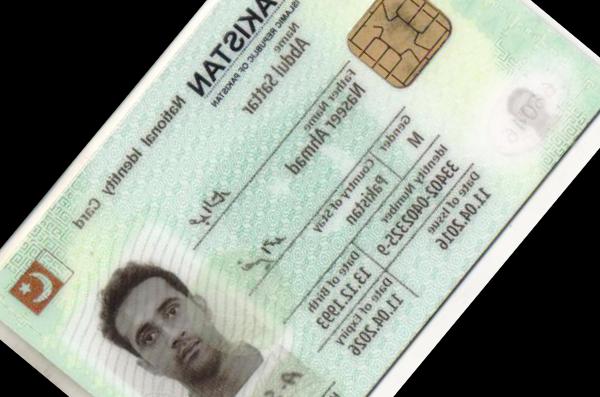 PAKISTAN
National Identity Card
ISLAMIC REPUBLIC OF PAKISTAN
Name
Abdul Sattar
Father Name
Naseer Ahmad
Gender
M
Country of Stay
Pakistan
Identity Number
33402-0402325-9
Date of Birth
13.12.1993
Date of Issue
11.04.2016
Date of Expiry
11.04.2026